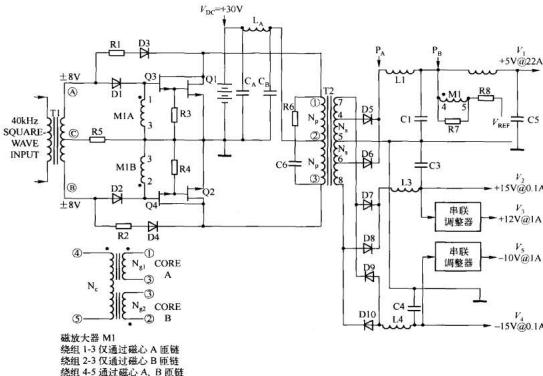 V_DC=+30V
L_A
R1
D3
±8V
Ⓐ
D1
Q3
Q1
C_A
C_B
M1A
1
3
R3
40kHz
SQUARE-
WAVE
INPUT
T1
Ⓒ
R5
M1B
3
2
R4
Ⓑ
±8V
D2
Q4
Q2
R2
D4
R6
C6
T2
①
N_p
②
N_p
③
7
4
N_s
5
N_s
6
8
P_A
P_B
L1
D5
D6
D7
D8
D9
D10
C1
C3
M1
4
5
R8
R7
V_REF
C5
V_1
+5V@22A
L3
V_2
+15V@0.1A
串联
调整器
V_3
+12V@1A
串联
调整器
V_5
−10V@1A
C4
L4
V_4
−15V@0.1A
④
N_c
⑤
①
N_g1
CORE
A
③
③
N_g2
CORE
B
②
磁放大器 M1
绕组 1-3 仅通过磁心 A 匝链
绕组 2-3 仅通过磁心 B 匝链
绕组 4-5 通过磁心 A, B 匝链